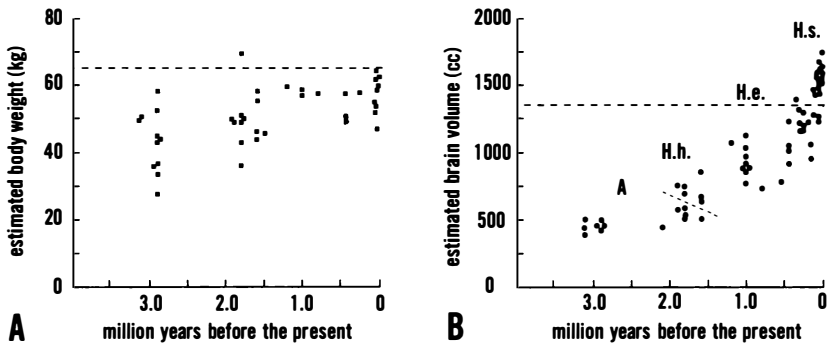 80
60
40
20
0
estimated body weight (kg)
3.0 2.0 1.0 0
million years before the present
A
2000
1500
1000
500
0
estimated brain volume (cc)
H.s.
H.e.
H.h.
A
3.0 2.0 1.0 0
million years before the present
B